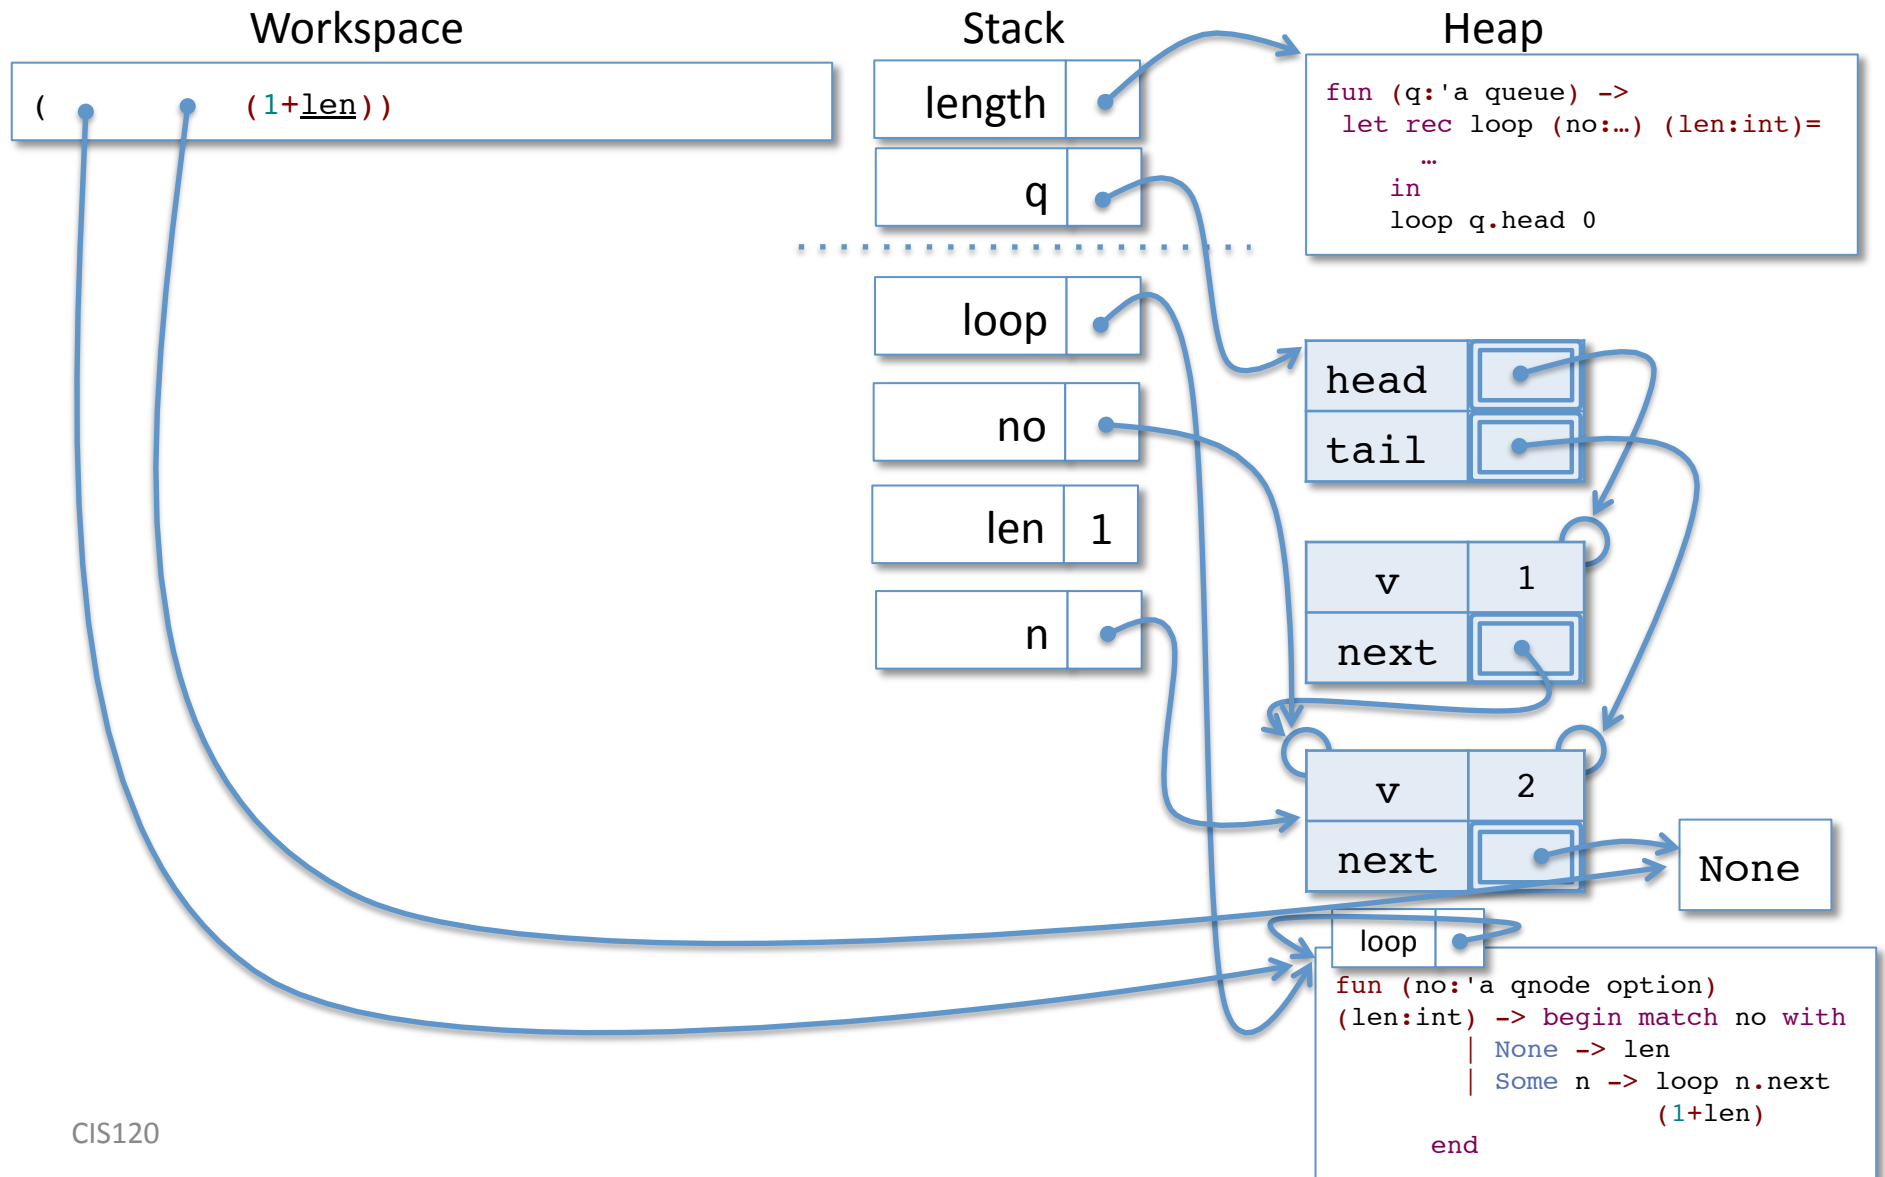 Workspace
Stack
Heap
( (1+len))
length
q
loop
no
len 1
n
fun (q:'a queue) ->
let rec loop (no:…) (len:int)=
…
in
loop q.head 0
head
tail
v 1
next
v 2
next
None
loop
fun (no:'a qnode option)
(len:int) -> begin match no with
| None -> len
| Some n -> loop n.next
(1+len)
end
CIS120